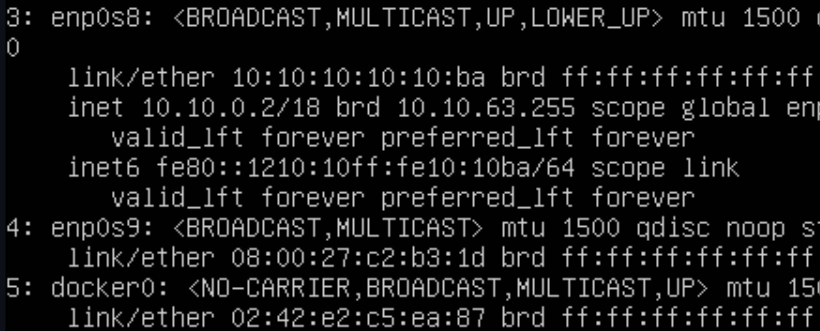 3: enp0s8: <BROADCAST,MULTICAST,UP,LOWER_UP> mtu 1500
0
link/ether 10:10:10:10:10:ba brd ff:ff:ff:ff:ff:ff
inet 10.10.0.2/18 brd 10.10.63.255 scope global enp
valid_lft forever preferred_lft forever
inet6 fe80::1210:10ff:fe10:10ba/64 scope link
valid_lft forever preferred_lft forever
4: enp0s9: <BROADCAST,MULTICAST> mtu 1500 qdisc noop st
link/ether 08:00:27:c2:b3:1d brd ff:ff:ff:ff:ff:ff
5: docker0: <NO-CARRIER,BROADCAST,MULTICAST,UP> mtu 150
link/ether 02:42:e2:c5:ea:87 brd ff:ff:ff:ff:ff:ff